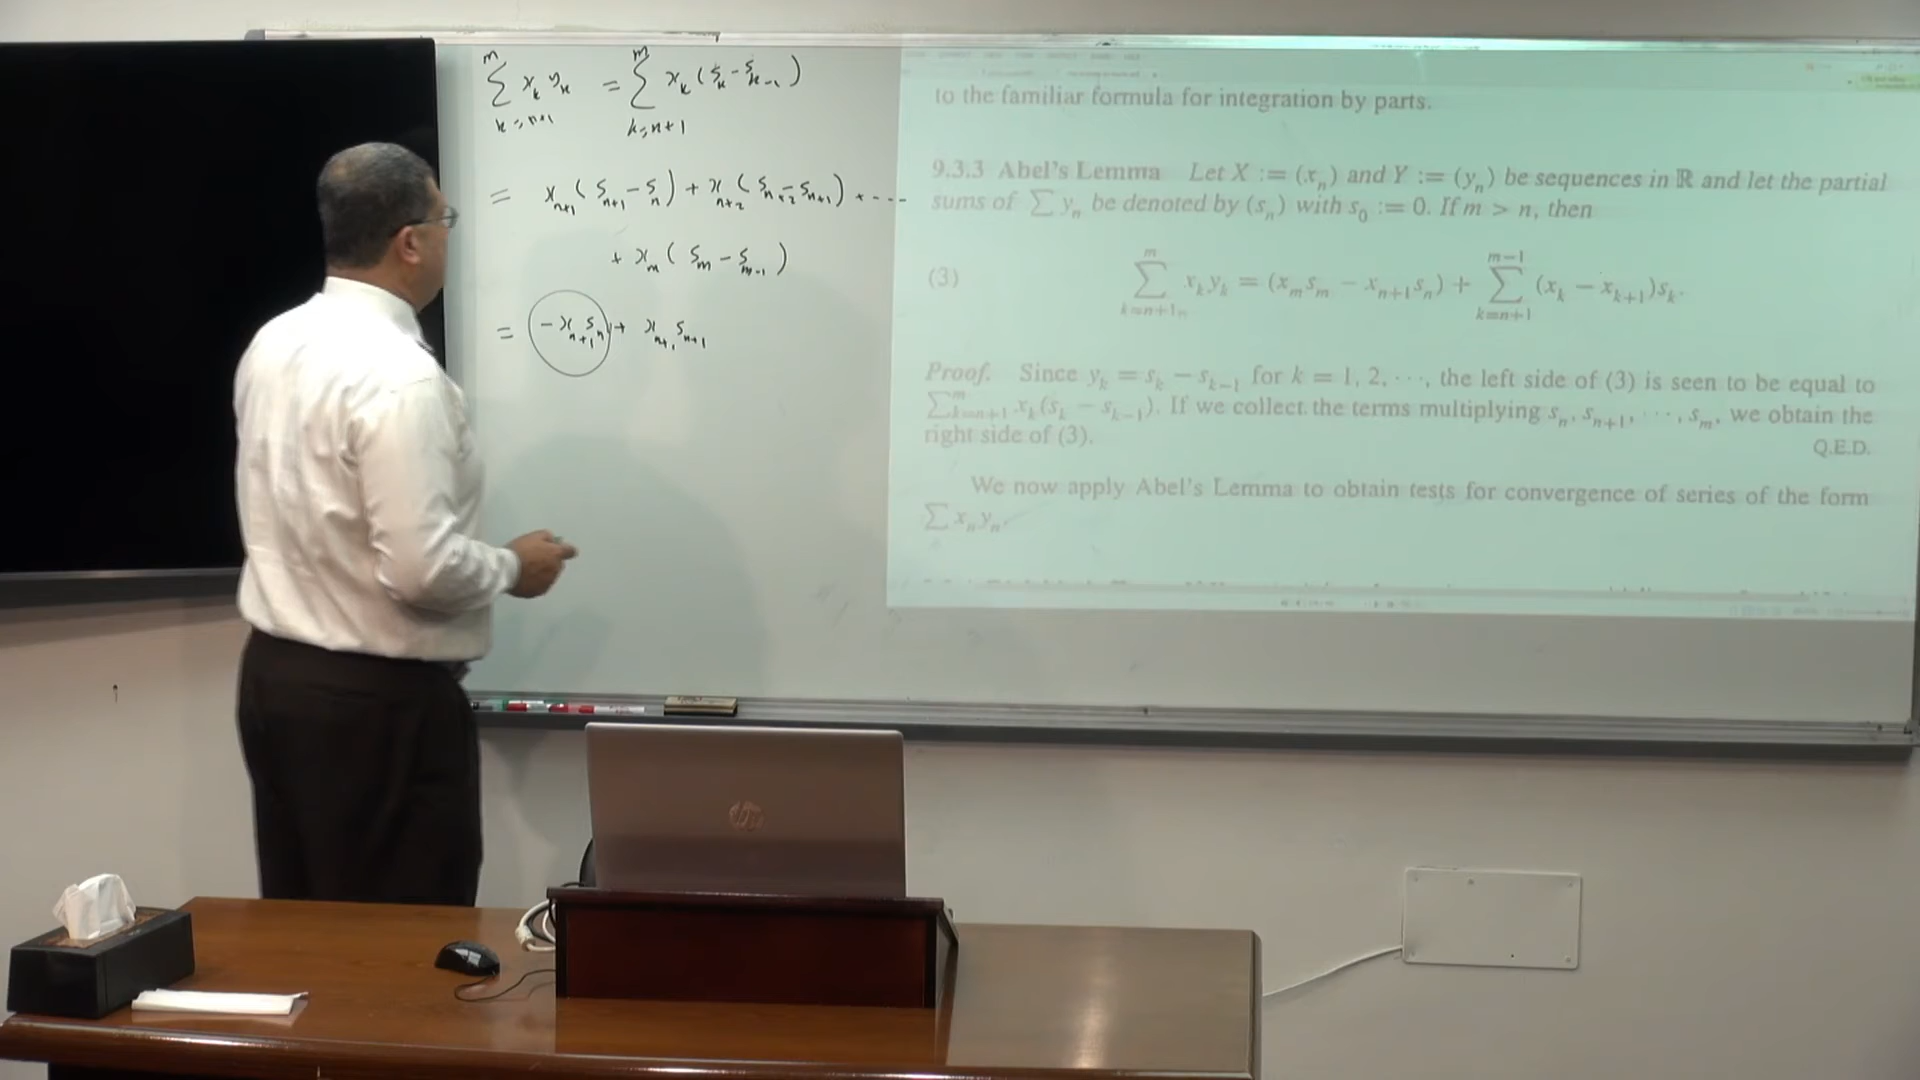 m m
∑ x_k y_k = ∑ x_k (s_k − s_{k−1})
k=n+1 k=n+1
= x_{n+1} (s_{n+1} − s_n) + x_{n+2} (s_{n+2} − s_{n+1}) + ----
+ x_m (s_m − s_{m−1})
= −x_{n+1} s_n + x_{n+1} s_{n+1}
to the familiar formula for integration by parts.
9.3.3 Abel's Lemma Let X := (x_n) and Y := (y_n) be sequences in ℝ and let the partial
sums of ∑ y_n be denoted by (s_n) with s_0 := 0. If m > n, then
(3) ∑_{k=n+1}^{m} x_k y_k = (x_m s_m − x_{n+1} s_n) + ∑_{k=n+1}^{m−1} (x_k − x_{k+1}) s_k.
Proof. Since y_k = s_k − s_{k−1} for k = 1, 2, ···, the left side of (3) is seen to be equal to
∑_{k=n+1}^{m} x_k (s_k − s_{k−1}). If we collect the terms multiplying s_n, s_{n+1}, ···, s_m, we obtain the
right side of (3). Q.E.D.
We now apply Abel's Lemma to obtain tests for convergence of series of the form
∑ x_n y_n.
hp